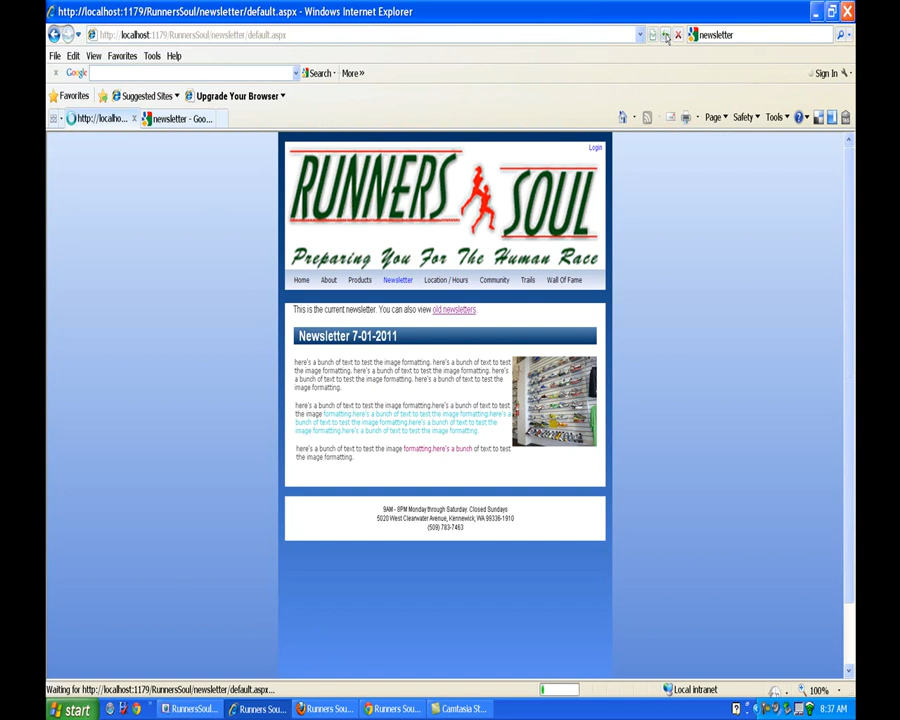 http://localhost:1179/RunnersSoul/newsletter/default.aspx - Windows Internet Explorer
http://localhost:1179/RunnersSoul/newsletter/default.aspx
newsletter
File Edit View Favorites Tools Help
x Google Search More» Sign In
Favorites Suggested Sites Upgrade Your Browser
http://localho... newsletter - Goo... Page Safety Tools
Login
RUNNERS SOUL
Preparing You For The Human Race
Home About Products Newsletter Location / Hours Community Trails Wall Of Fame
This is the current newsletter. You can also view old newsletters.
Newsletter 7-01-2011
here's a bunch of text to test the image formatting. here's a bunch of text to test
the image formatting. here's a bunch of text to test the image formatting. here's
a bunch of text to test the image formatting. here's a bunch of text to test the
image formatting.
here's a bunch of text to test the image formatting.here's a bunch of text to test
the image formatting.here's a bunch of text to test the image formatting.here's a
bunch of text to test the image formatting.here's a bunch of text to test the
image formatting.here's a bunch of text to test the image formatting.
here's a bunch of text to test the image formatting.here's a bunch of text to test
the image formatting.
9AM - 8PM Monday through Saturday. Closed Sundays
5020 West Clearwater Avenue, Kennewick, WA 99336-1910
(509) 783-7463
Waiting for http://localhost:1179/RunnersSoul/newsletter/default.aspx... Local intranet 100%
start RunnersSoul... Runners Sou... Runners Sou... Runners Sou... Camtasia St... 8:37 AM